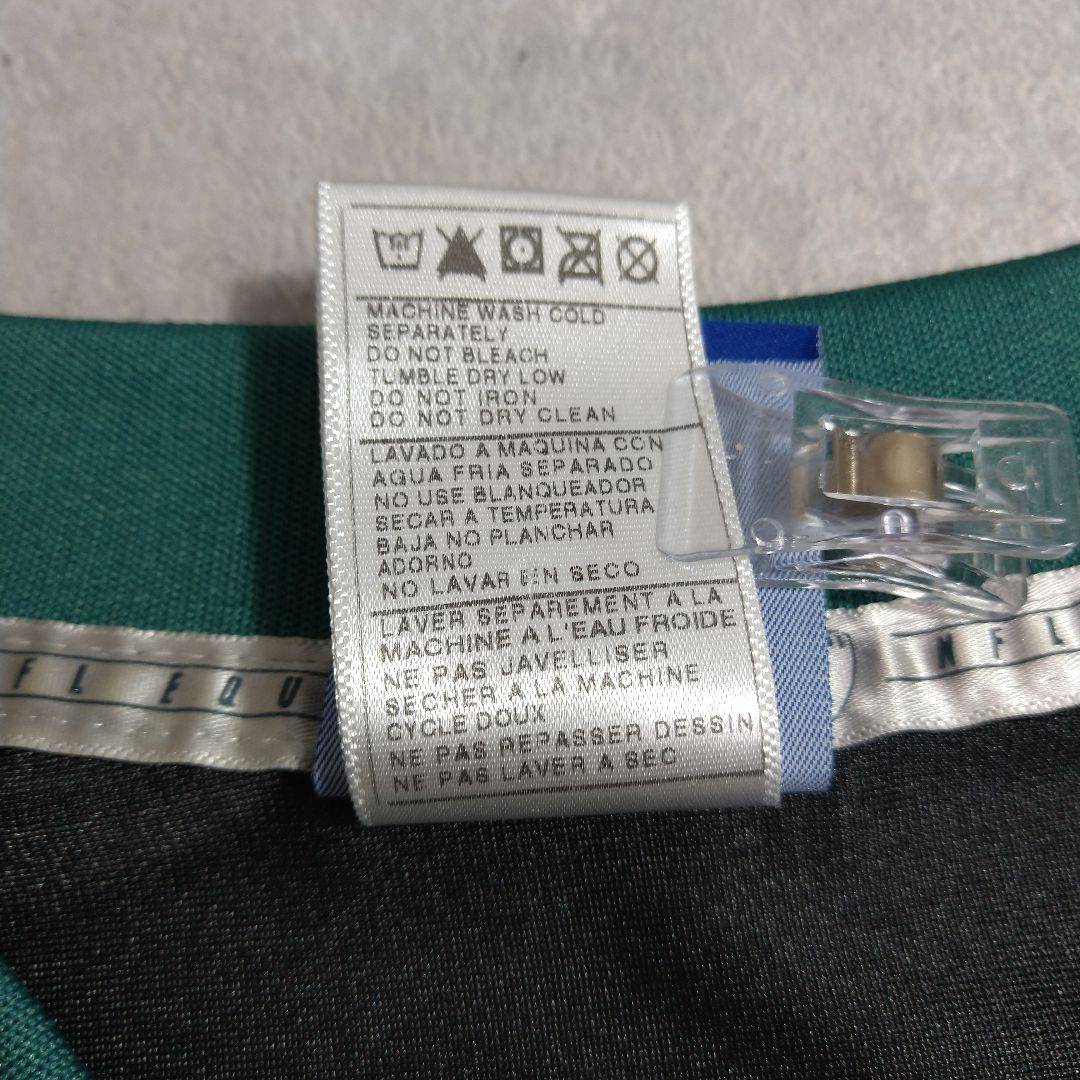 MACHINE WASH COLD
SEPARATELY
DO NOT BLEACH
TUMBLE DRY LOW
DO NOT IRON
DO NOT DRY CLEAN
LAVADO A MAQUINA CON
AGUA FRIA SEPARADO
NO USE BLANQUEADOR
SECAR A TEMPERATURA
BAJA NO PLANCHAR
ADORNO
NO LAVAR EN SECO
LAVER SEPAREMENT A LA
MACHINE A L'EAU FROIDE
NE PAS JAVELLISER
SECHER A LA MACHINE
CYCLE DOUX
NE PAS REPASSER DESSIN
NE PAS LAVER A SEC
FL EQU
NFL